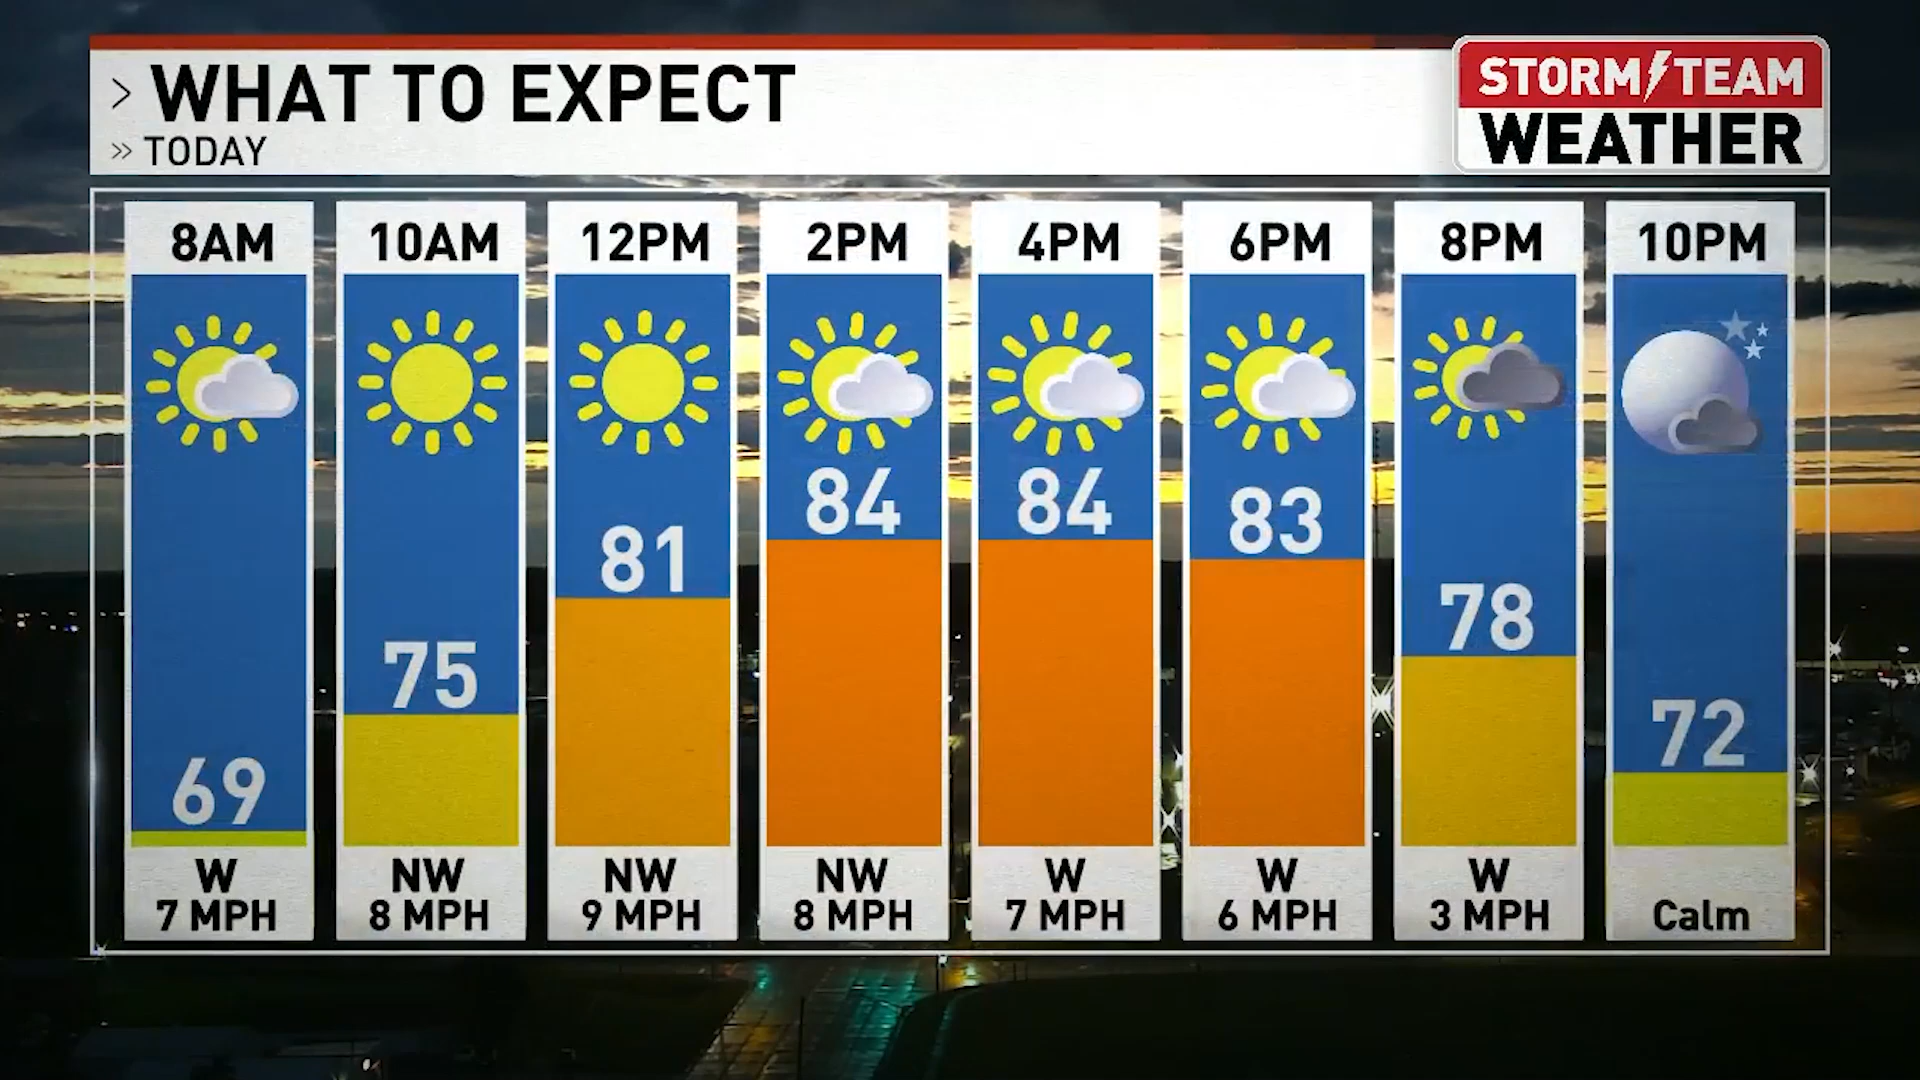 > WHAT TO EXPECT
» TODAY
STORM TEAM
WEATHER
8AM 10AM 12PM 2PM 4PM 6PM 8PM 10PM
69 75 81 84 84 83 78 72
W NW NW NW W W W
7 MPH 8 MPH 9 MPH 8 MPH 7 MPH 6 MPH 3 MPH Calm